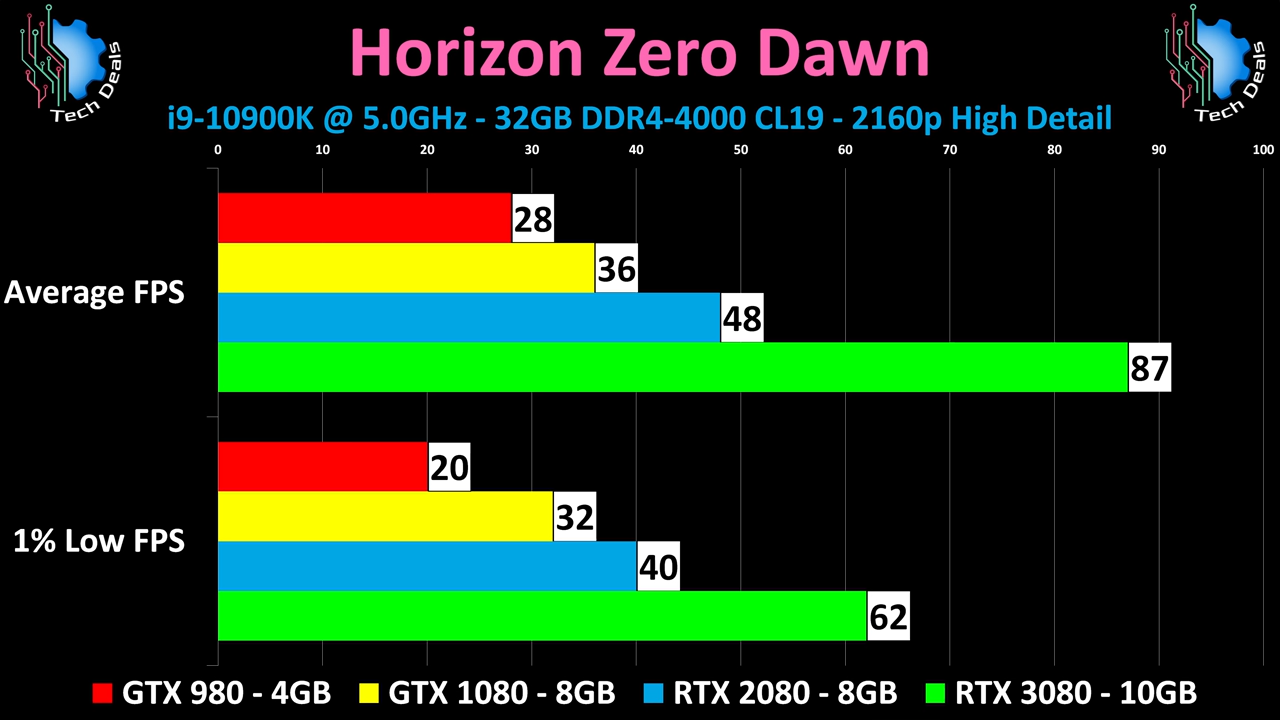 Tech Deals
Horizon Zero Dawn
Tech Deals
i9-10900K @ 5.0GHz - 32GB DDR4-4000 CL19 - 2160p High Detail
0 10 20 30 40 50 60 70 80 90 100
Average FPS
28
36
48
87
1% Low FPS
20
32
40
62
GTX 980 - 4GB GTX 1080 - 8GB RTX 2080 - 8GB RTX 3080 - 10GB